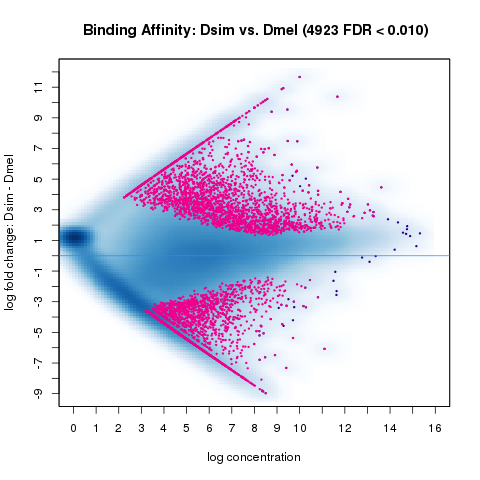 Binding Affinity: Dsim vs. Dmel (4923 FDR < 0.010)
log fold change: Dsim - Dmel
11
9
7
5
3
1
-1
-3
-5
-7
-9
0 1 2 3 4 5 6 7 8 9 10 12 14 16
log concentration